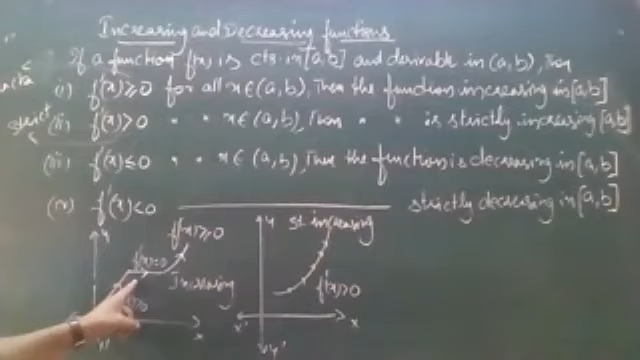 Increasing and Decreasing functions
If a function f(x) is cts. in [a,b] and derivable in (a,b), Then
(i) f'(x) ≥ 0 for all x ∈ (a,b), Then the function increasing in [a,b]
(ii) f'(x) > 0 " " x ∈ (a,b), Then " " is strictly increasing [a,b]
(iii) f'(x) ≤ 0 " " x ∈ (a,b), Then the function is decreasing in [a,b]
(iv) f'(x) < 0 strictly decreasing in [a,b]
y f'(x) ≥ 0 y st. increasing
f'(x) = 0
Increasing f'(x) > 0
x x' x
y'